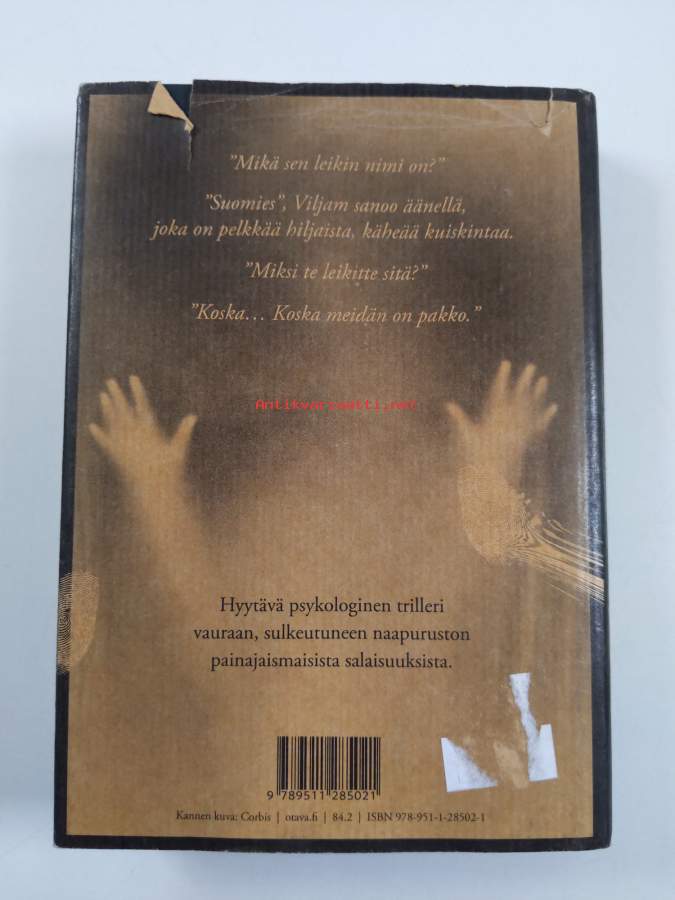 ”Mikä sen leikin nimi on?”
”Suomies”, Viljam sanoo äänellä,
joka on pelkkää hiljaista, käheää kuiskintaa.
”Miksi te leikitte sitä?”
”Koska… Koska meidän on pakko.”
Antikvariaatti.net
Hyytävä psykologinen trilleri
vauraan, sulkeutuneen naapuruston
painajaismaisista salaisuuksista.
9 789511 285021
Kannen kuva: Corbis | otava.fi | 84.2 | ISBN 978-951-1-28502-1